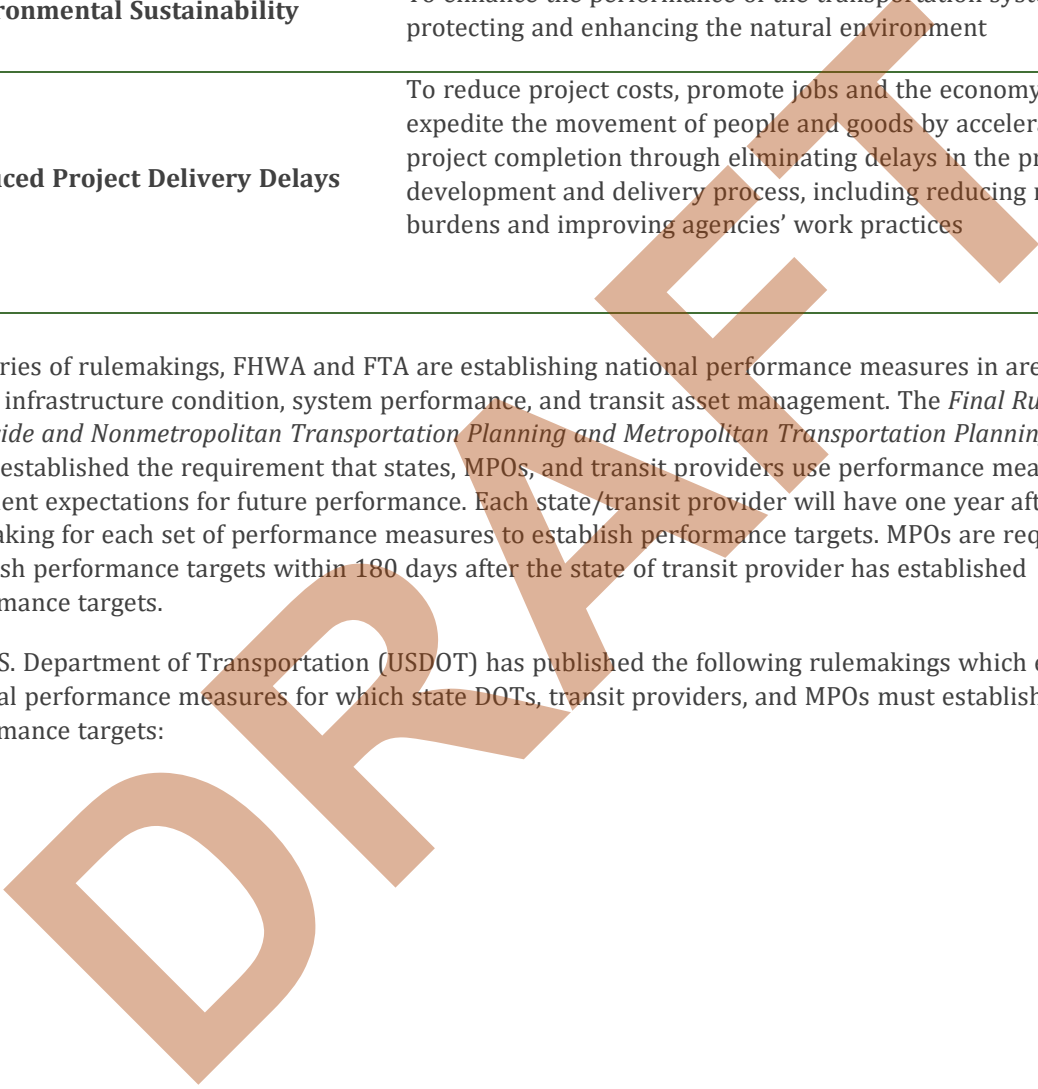 ronmental Sustainability
To enhance the performance of the transportation syst
protecting and enhancing the natural environment
uced Project Delivery Delays
To reduce project costs, promote jobs and the economy
expedite the movement of people and goods by accelera
project completion through eliminating delays in the pr
development and delivery process, including reducing r
burdens and improving agencies’ work practices
ries of rulemakings, FHWA and FTA are establishing national performance measures in are
infrastructure condition, system performance, and transit asset management. The Final Ru
ide and Nonmetropolitan Transportation Planning and Metropolitan Transportation Plannin
established the requirement that states, MPOs, and transit providers use performance mea
ent expectations for future performance. Each state/transit provider will have one year aft
aking for each set of performance measures to establish performance targets. MPOs are req
sh performance targets within 180 days after the state of transit provider has established
mance targets.
S. Department of Transportation (USDOT) has published the following rulemakings which e
al performance measures for which state DOTs, transit providers, and MPOs must establish
mance targets:
DRAFT